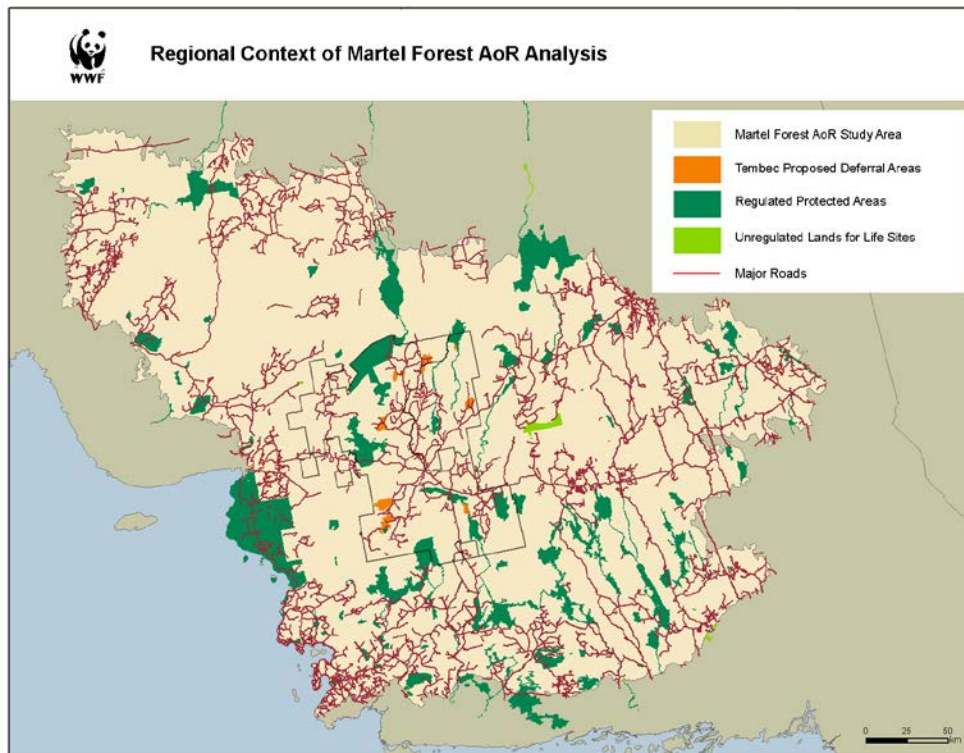 Regional Context of Martel Forest AoR Analysis
WWF
Martel Forest AoR Study Area
Tembec Proposed Deferral Areas
Regulated Protected Areas
Unregulated Lands for Life Sites
Major Roads
0 25 50
km